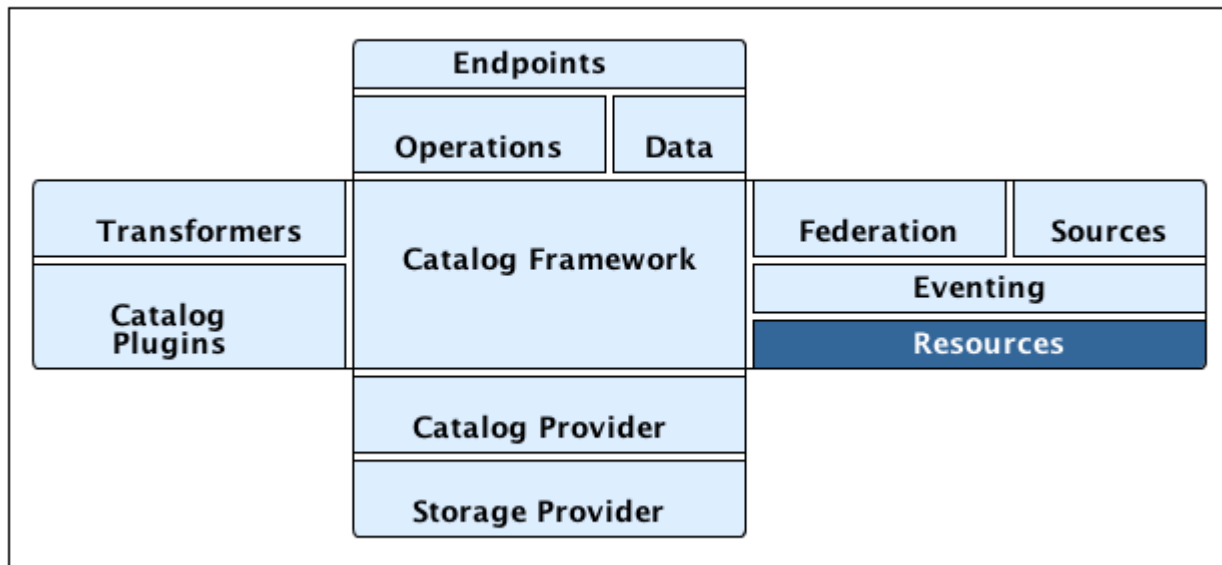 Endpoints
Operations
Data
Transformers
Catalog Framework
Federation
Sources
Catalog
Plugins
Eventing
Resources
Catalog Provider
Storage Provider